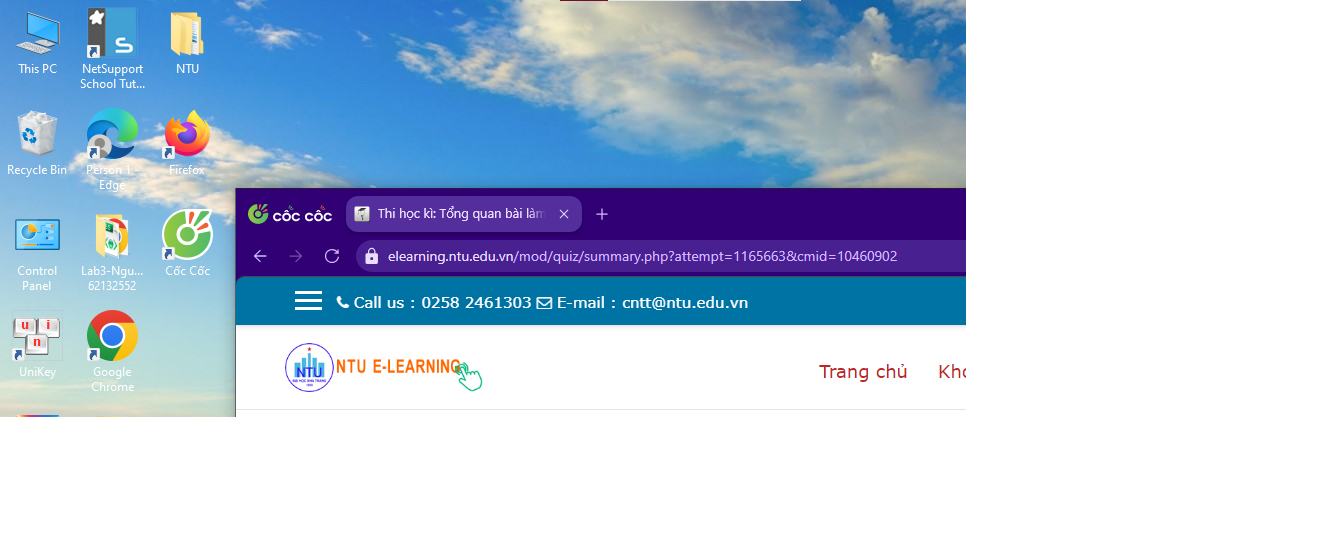 This PC
NetSupport
School Tut...
NTU
Recycle Bin
Person 1 -
Edge
Firefox
Control
Panel
Lab3-Ngu...
62132552
Cốc Cốc
UniKey
Google
Chrome
cốc cốc
Thi học kì: Tổng quan bài làm
elearning.ntu.edu.vn/mod/quiz/summary.php?attempt=1165663&cmid=10460902
Call us : 0258 2461303 E-mail : cntt@ntu.edu.vn
NTU
NTU E-LEARNING
Trang chủ